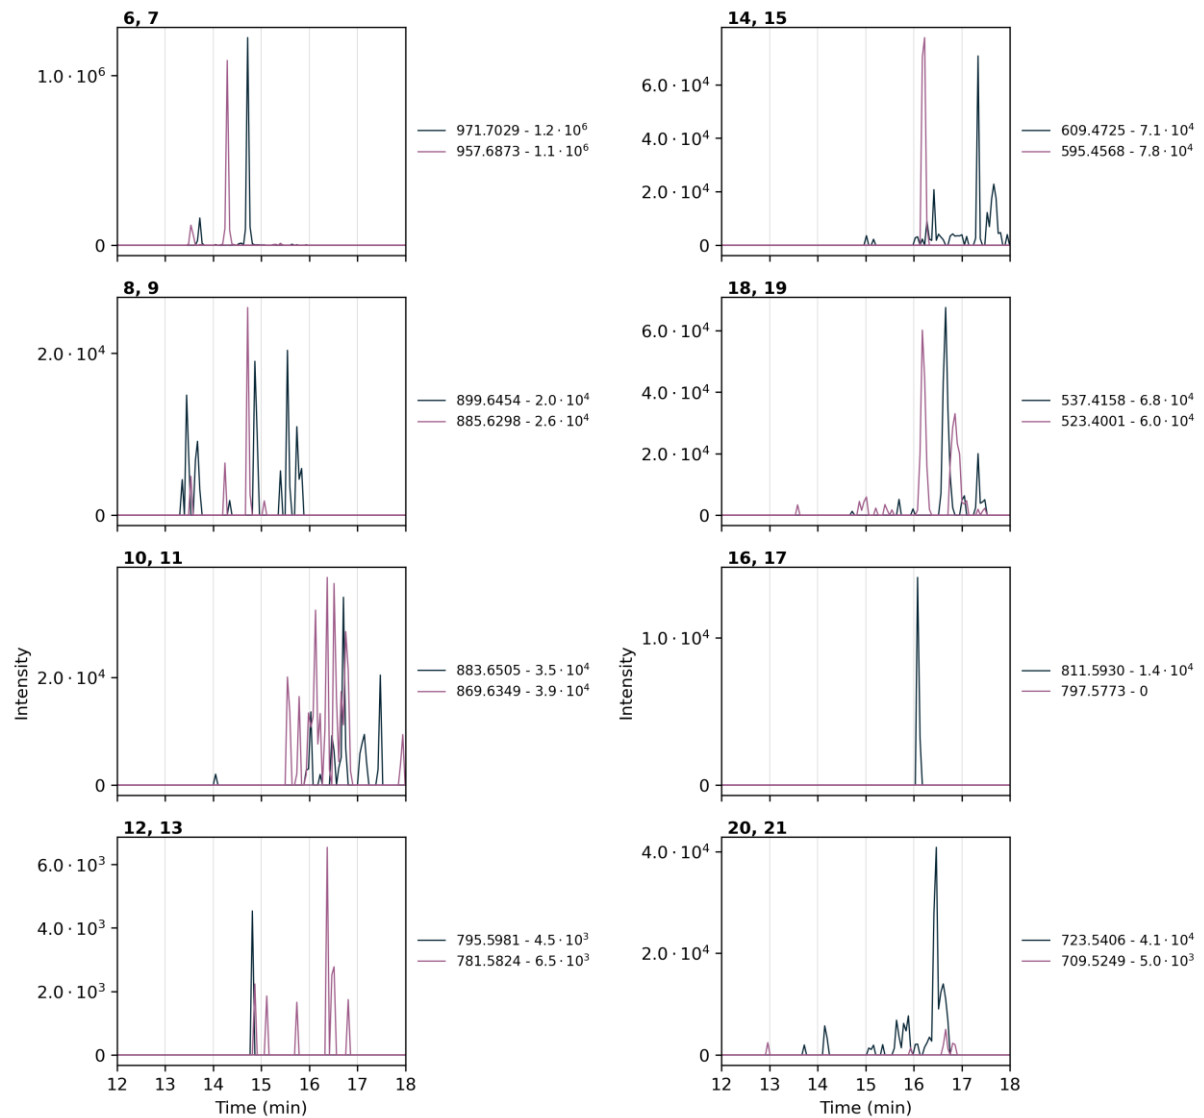 6, 7
1.0 · 10⁶
0
971.7029 - 1.2 · 10⁶
957.6873 - 1.1 · 10⁶
14, 15
6.0 · 10⁴
4.0 · 10⁴
2.0 · 10⁴
0
609.4725 - 7.1 · 10⁴
595.4568 - 7.8 · 10⁴
8, 9
2.0 · 10⁴
0
899.6454 - 2.0 · 10⁴
885.6298 - 2.6 · 10⁴
18, 19
6.0 · 10⁴
4.0 · 10⁴
2.0 · 10⁴
0
537.4158 - 6.8 · 10⁴
523.4001 - 6.0 · 10⁴
10, 11
Intensity
2.0 · 10⁴
0
883.6505 - 3.5 · 10⁴
869.6349 - 3.9 · 10⁴
16, 17
Intensity
1.0 · 10⁴
0
811.5930 - 1.4 · 10⁴
797.5773 - 0
12, 13
6.0 · 10³
4.0 · 10³
2.0 · 10³
0
795.5981 - 4.5 · 10³
781.5824 - 6.5 · 10³
12 13 14 15 16 17 18
Time (min)
20, 21
4.0 · 10⁴
2.0 · 10⁴
0
723.5406 - 4.1 · 10⁴
709.5249 - 5.0 · 10³
12 13 14 15 16 17 18
Time (min)